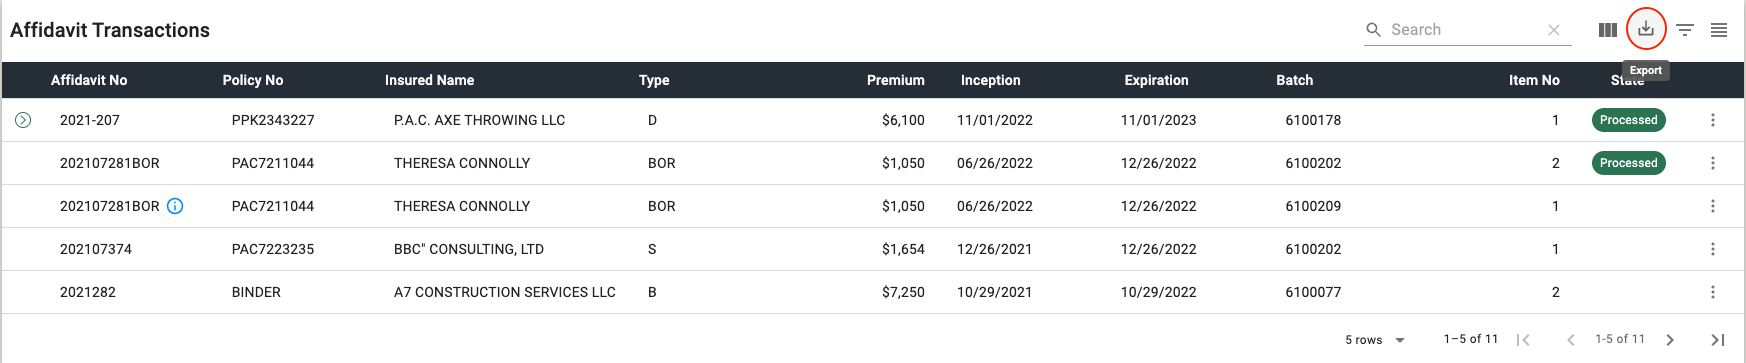 Affidavit Transactions
Search
Export
Affidavit No Policy No Insured Name Type Premium Inception Expiration Batch Item No State
2021-207 PPK2343227 P.A.C. AXE THROWING LLC D $6,100 11/01/2022 11/01/2023 6100178 1 Processed
202107281BOR PAC7211044 THERESA CONNOLLY BOR $1,050 06/26/2022 12/26/2022 6100202 2 Processed
202107281BOR PAC7211044 THERESA CONNOLLY BOR $1,050 06/26/2022 12/26/2022 6100209 1
202107374 PAC7223235 BBC" CONSULTING, LTD S $1,654 12/26/2021 12/26/2022 6100202 1
2021282 BINDER A7 CONSTRUCTION SERVICES LLC B $7,250 10/29/2021 10/29/2022 6100077 2
5 rows 1–5 of 11 1-5 of 11